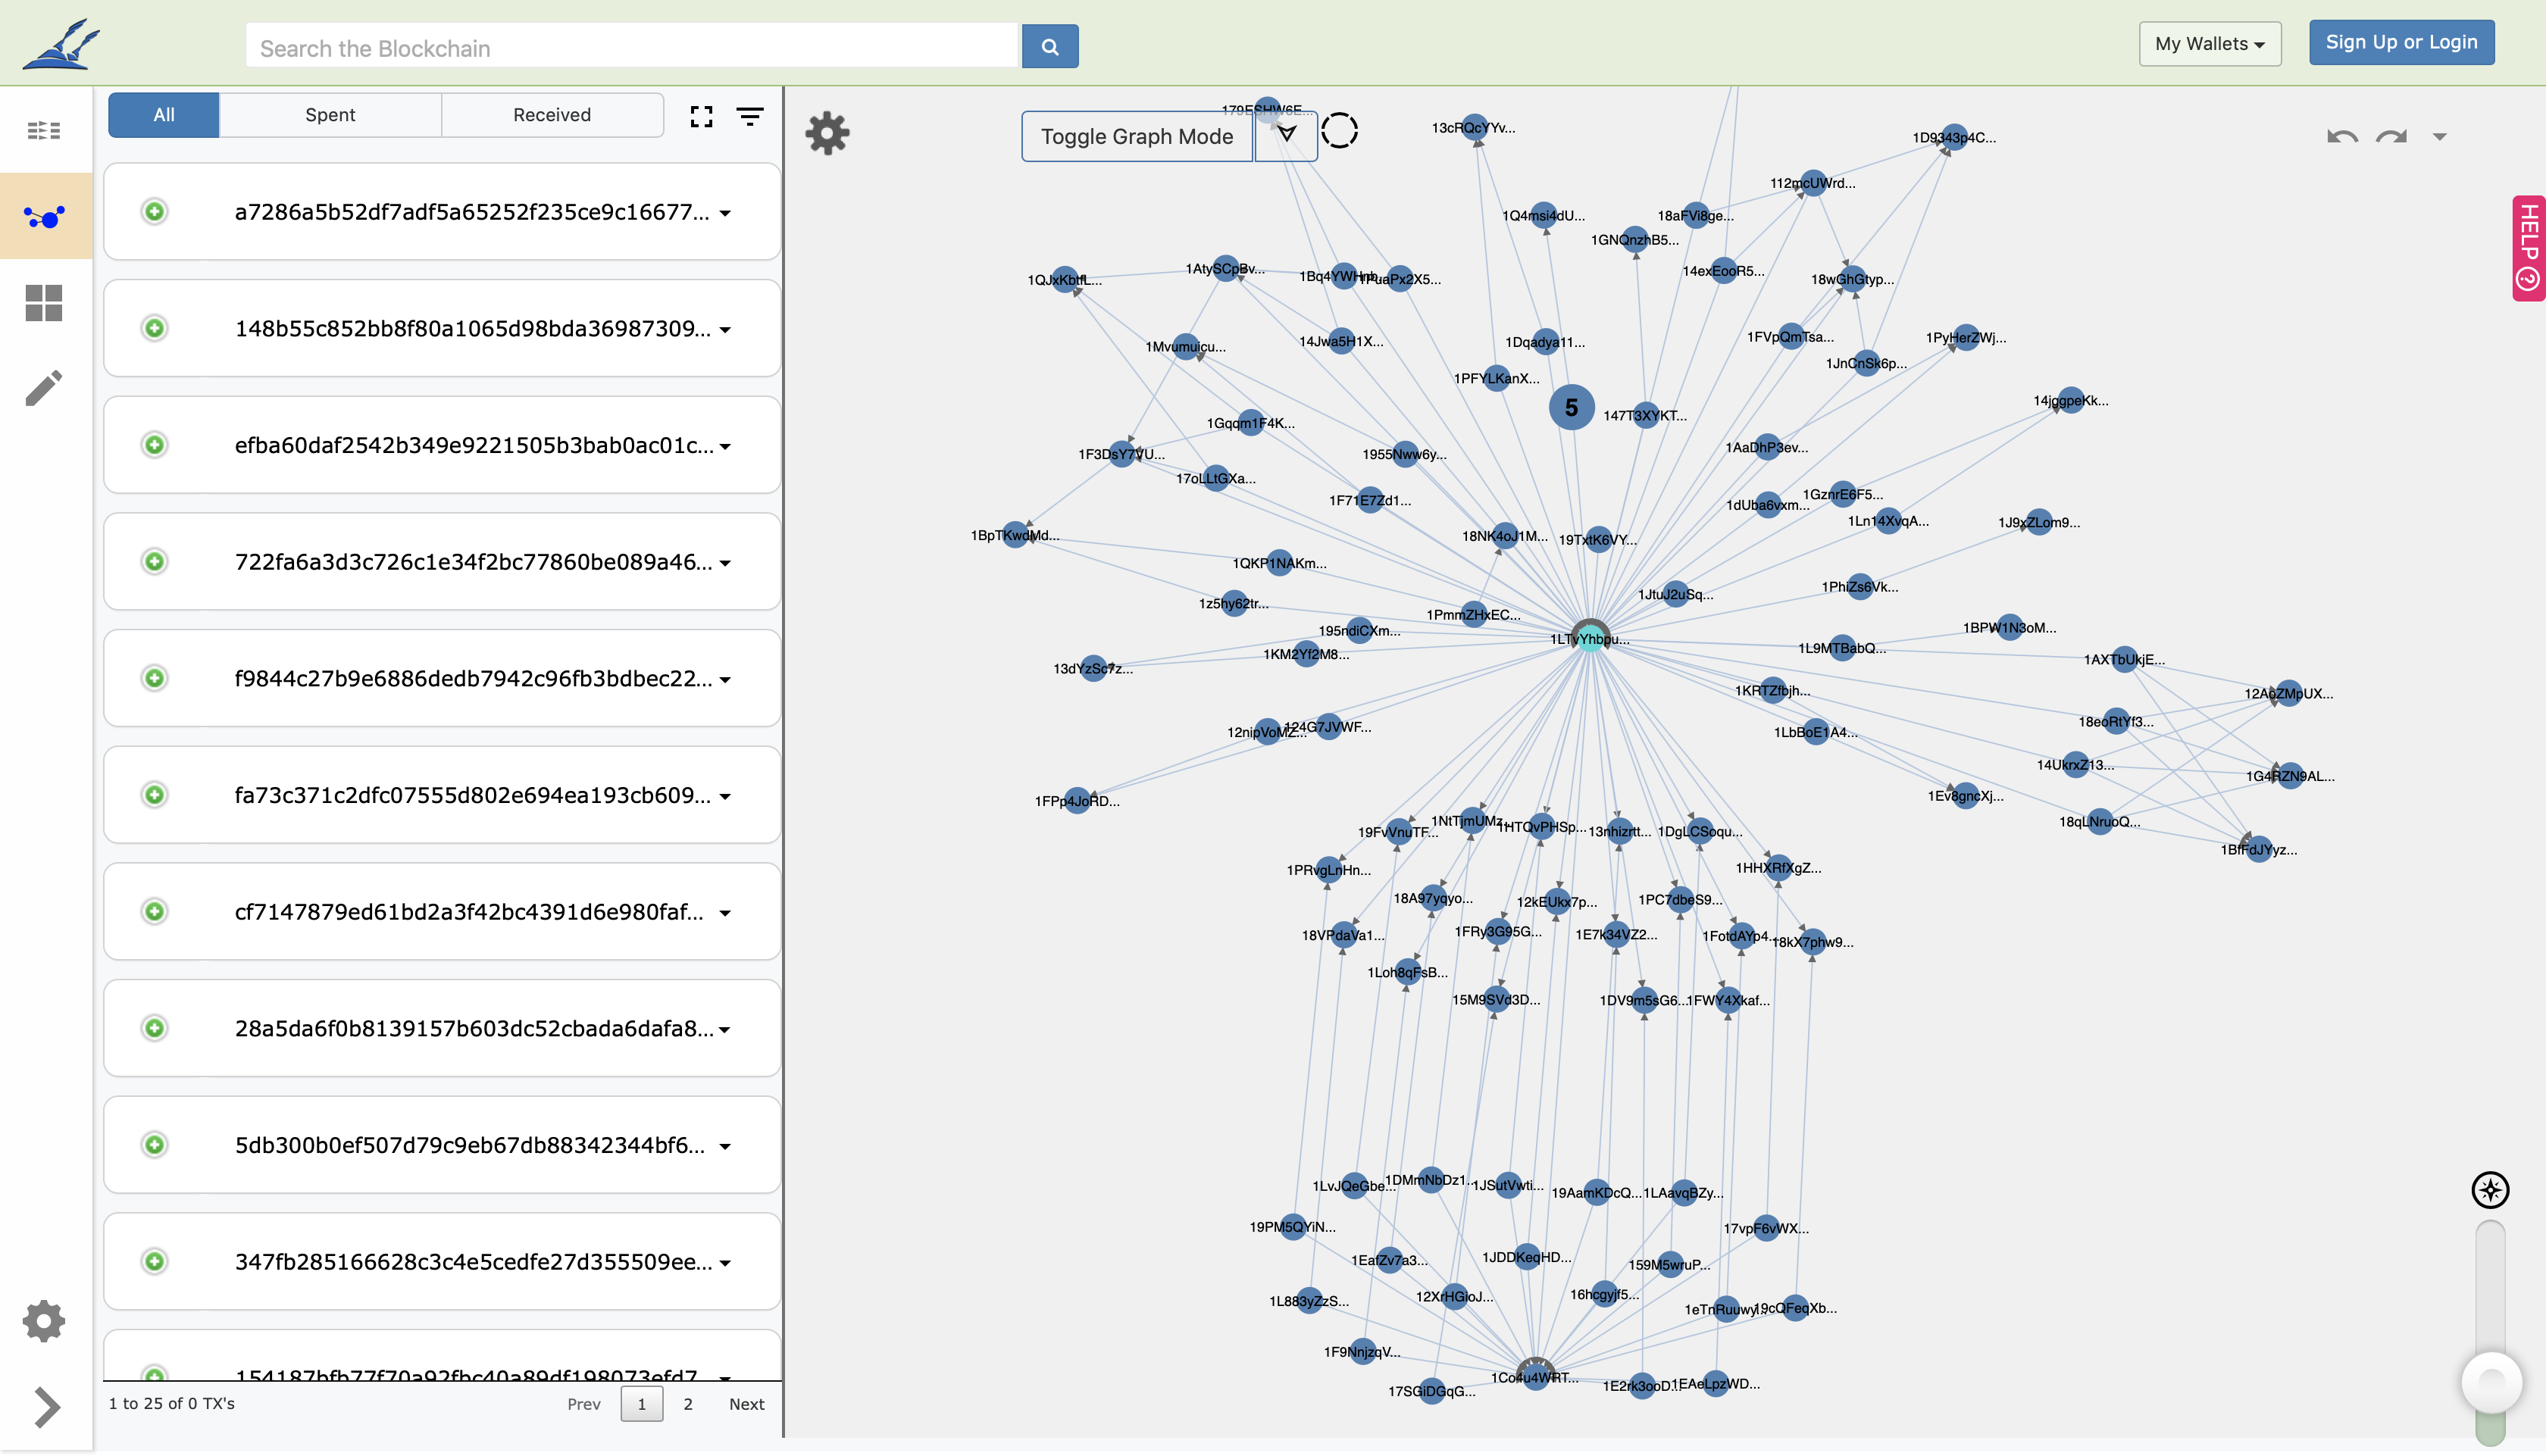 Search the Blockchain
My Wallets
Sign Up or Login
All
Spent
Received
a7286a5b52df7adf5a65252f235ce9c16677...
148b55c852bb8f80a1065d98bda36987309...
efba60daf2542b349e9221505b3bab0ac01c...
722fa6a3d3c726c1e34f2bc77860be089a46...
f9844c27b9e6886dedb7942c96fb3bdbec22...
fa73c371c2dfc07555d802e694ea193cb609...
cf7147879ed61bd2a3f42bc4391d6e980faf...
28a5da6f0b8139157b603dc52cbada6dafa8...
5db300b0ef507d79c9eb67db88342344bf6...
347fb285166628c3c4e5cedfe27d355509ee...
154187bfb77f70a92fbc40a89df198073efd7...
1 to 25 of 0 TX's
Prev
1
2
Next
Toggle Graph Mode
HELP
179ESHW6E...
13cRQcYYv...
1D9343p4C...
112mcUWrd...
1Q4msi4dU...
18aFVi8ge...
1GNQnzhB5...
1QJxKbtfL...
1AtySCpBv...
14exEooR5...
18wGhGtyp...
1Mvumuicu...
14Jwa5H1X...
1Dqadya11...
1FVpQmTsa...
1PyHerZWj...
1JnCnSk6p...
1PFYLKanX...
5
147T3XYKT...
14jggpeKk...
1Gqqm1F4K...
1F3DsY7VU...
1955Nww6y...
1AaDhP3ev...
17oLLtGXa...
1F71E7Zd1...
1dUba6vxm...
1GznrE6F5...
1Ln14XvqA...
1J9xZLom9...
1BpTKwdMd...
18NK4oJ1M...
19TxtK6VY...
1QKP1NAKm...
1z5hy62tr...
1PmmZHxEC...
1JtuJ2uSq...
1PhiZs6Vk...
195ndiCXm...
1LTvYhbpu...
1BPW1N3oM...
13dYzSc7z...
1KM2Yf2M8...
1L9MTBabQ...
1AXTbUkjE...
1KRTZfbjh...
12AoZMpUX...
12nipVoMZ...
124G7JVWF...
1LbBoE1A4...
18eoRtYf3...
14UkrxZ13...
1G4RZN9AL...
1FPp4JoRD...
1Ev8gncXj...
18qLNruoQ...
1BfFdJYyz...
19FvVnuTF...
1NtTjmUMz...
1HTQvPHSp...
13nhizrtt...
1DgLCSoqu...
1PRvgLnHn...
1HHXRfXgZ...
18A97yqyo...
12kEUkx7p...
1PC7dbeS9...
18VPdaVa1...
1FRy3G95G...
1E7k34VZ2...
1FotdAYp4...
18kX7phw9...
1Loh8qFsB...
15M9SVd3D...
1DV9m5sG6...
1FWY4Xkaf...
1LvJQeGbe...
1DMmNbDz1...
1JSutVwti...
19AamKDcQ...
1LAavqBZy...
19PM5QYiN...
17vpF6vWX...
1EafZv7a3...
1JDDKeqHD...
159M5wruP...
1L883yZzS...
12XrHGioJ...
16hcgyjf5...
1eTnRuuwy...
19cQFeqXb...
1F9NnjzqV...
17SGiDGqG...
1Co4u4WRT...
1E2rk3ooD...
1EAeLpzWD...